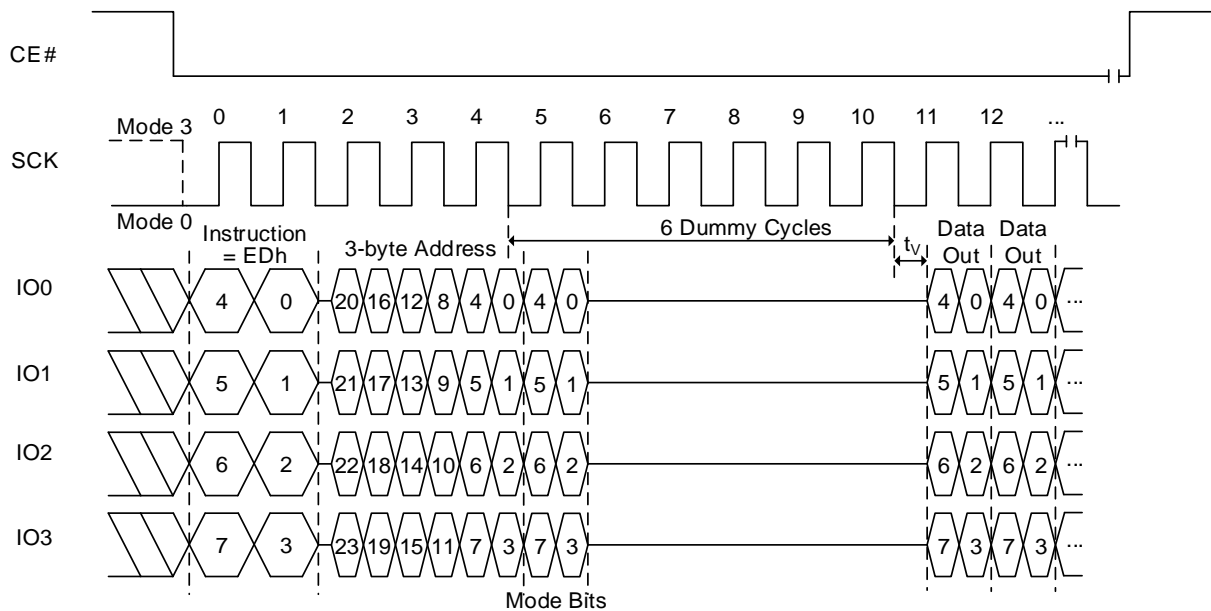 CE#
0 1 2 3 4 5 6 7 8 9 10 11 12 ...
Mode 3
SCK
Mode 0
Instruction
= EDh
3-byte Address
6 Dummy Cycles
tV
Data
Out
Data
Out
IO0 4 0 20 16 12 8 4 0 4 0 4 0 4 0 ...
IO1 5 1 21 17 13 9 5 1 5 1 5 1 5 1 ...
IO2 6 2 22 18 14 10 6 2 6 2 6 2 6 2 ...
IO3 7 3 23 19 15 11 7 3 7 3 7 3 7 3 ...
Mode Bits